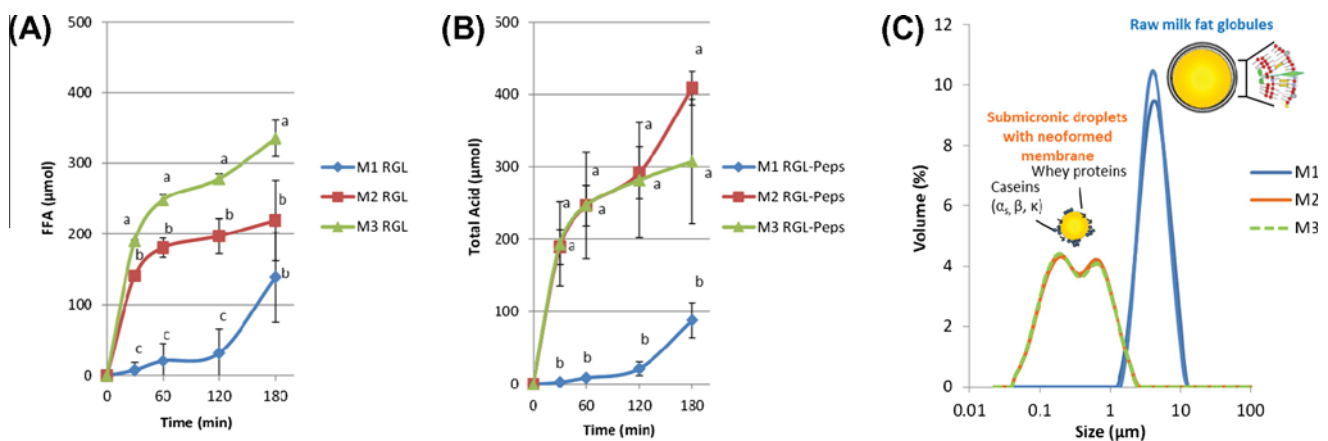 (A)
500
400
300
200
100
0
FFA (µmol)
0 60 120 180
Time (min)
a
a
a
a
b
b
b
b
c
c
c
b
M1 RGL
M2 RGL
M3 RGL
(B)
500
400
300
200
100
0
Total Acid (µmol)
0 60 120 180
Time (min)
a
a
a
a
a
a
a
a
b
b
b
b
M1 RGL-Peps
M2 RGL-Peps
M3 RGL-Peps
(C)
12
10
8
6
4
2
0
Volume (%)
0.01 0.1 1 10 100
Size (µm)
Raw milk fat globules
Submicronic droplets
with neoformed
membrane
Whey proteins
Caseins
(αs, β, κ)
M1
M2
M3